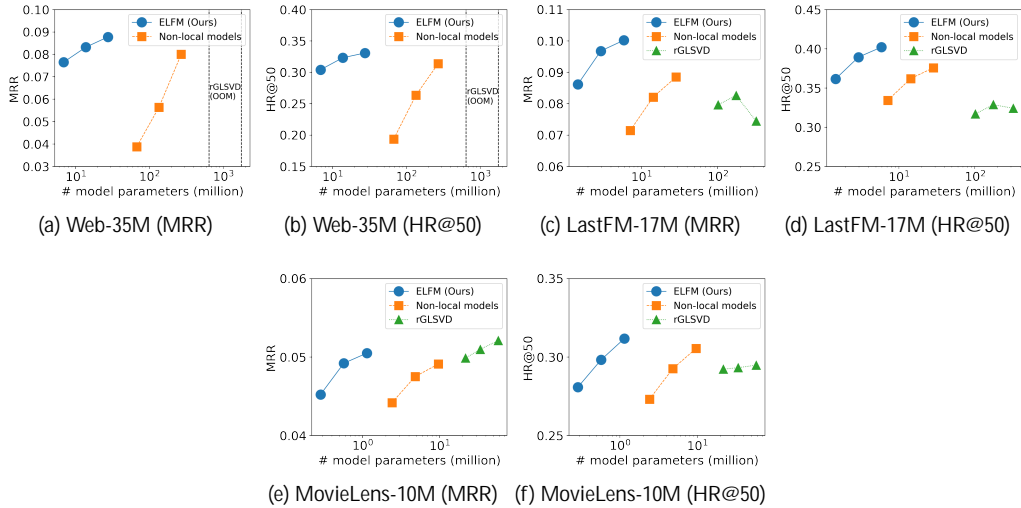 ELFM (Ours)
Non-local models
rGLSVD
(OOM)
MRR
0.10
0.09
0.08
0.07
0.06
0.05
0.04
0.03
10¹ 10² 10³
# model parameters (million)
(a) Web-35M (MRR)
ELFM (Ours)
Non-local models
rGLSVD
(OOM)
HR@50
0.40
0.35
0.30
0.25
0.20
0.15
10¹ 10² 10³
# model parameters (million)
(b) Web-35M (HR@50)
ELFM (Ours)
Non-local models
rGLSVD
MRR
0.11
0.10
0.09
0.08
0.07
0.06
10¹ 10²
# model parameters (million)
(c) LastFM-17M (MRR)
ELFM (Ours)
Non-local models
rGLSVD
HR@50
0.45
0.40
0.35
0.30
0.25
10¹ 10²
# model parameters (million)
(d) LastFM-17M (HR@50)
ELFM (Ours)
Non-local models
rGLSVD
MRR
0.06
0.05
0.04
10⁰ 10¹
# model parameters (million)
(e) MovieLens-10M (MRR)
ELFM (Ours)
Non-local models
rGLSVD
HR@50
0.35
0.30
0.25
10⁰ 10¹
# model parameters (million)
(f) MovieLens-10M (HR@50)